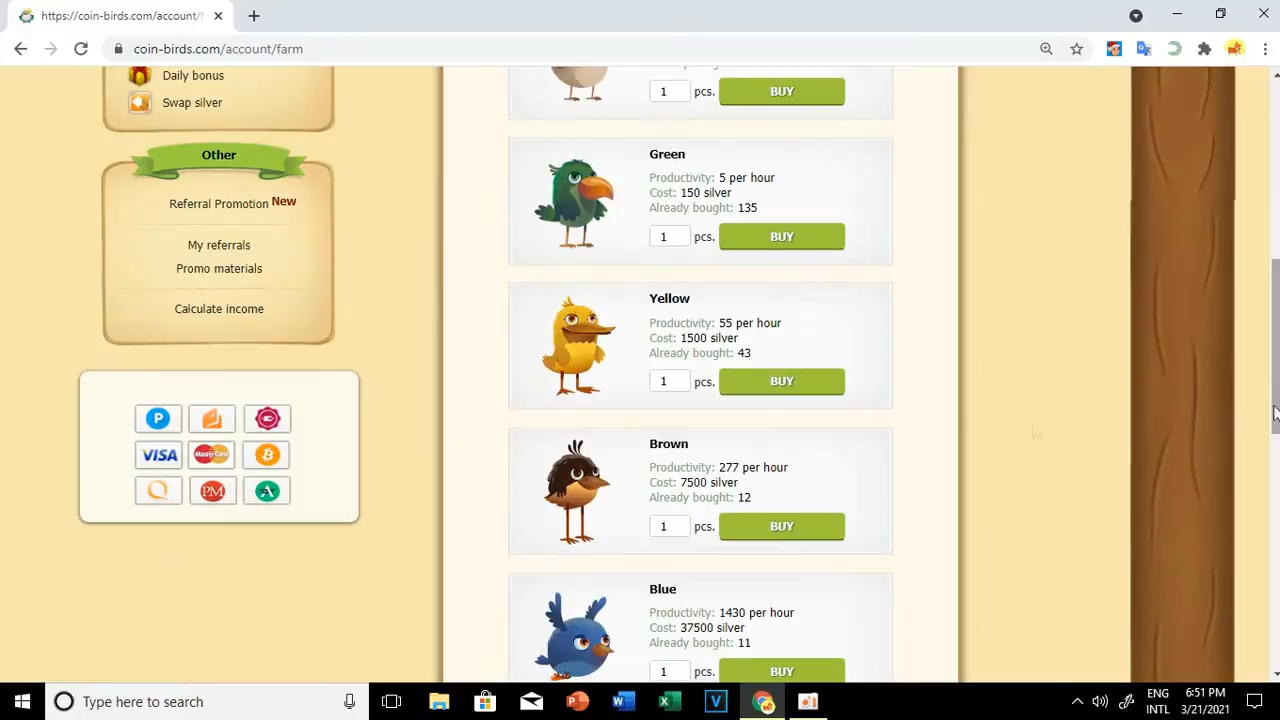 https://coin-birds.com/account/f
coin-birds.com/account/farm
Daily bonus
Swap silver
Other
Referral Promotion New
My referrals
Promo materials
Calculate income
P
VISA MasterCard
PM
1 pcs. BUY
Green
Productivity: 5 per hour
Cost: 150 silver
Already bought: 135
1 pcs. BUY
Yellow
Productivity: 55 per hour
Cost: 1500 silver
Already bought: 43
1 pcs. BUY
Brown
Productivity: 277 per hour
Cost: 7500 silver
Already bought: 12
1 pcs. BUY
Blue
Productivity: 1430 per hour
Cost: 37500 silver
Already bought: 11
1 pcs. BUY
Type here to search
ENG
INTL
6:51 PM
3/21/2021